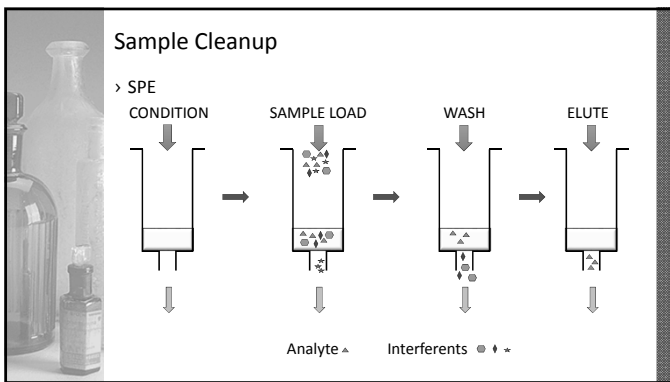 Sample Cleanup
› SPE
CONDITION SAMPLE LOAD WASH ELUTE
Analyte Interferents